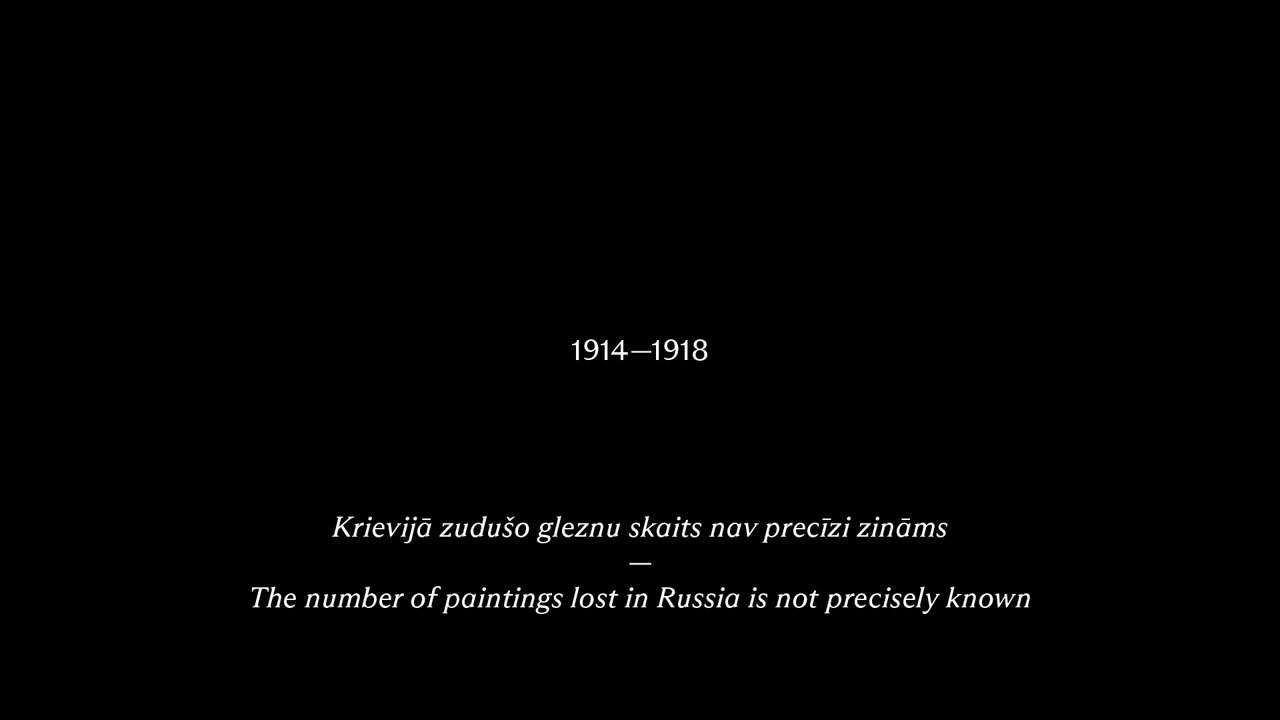 1914—1918
Krievijā zudušo gleznu skaits nav precīzi zināms
—
The number of paintings lost in Russia is not precisely known